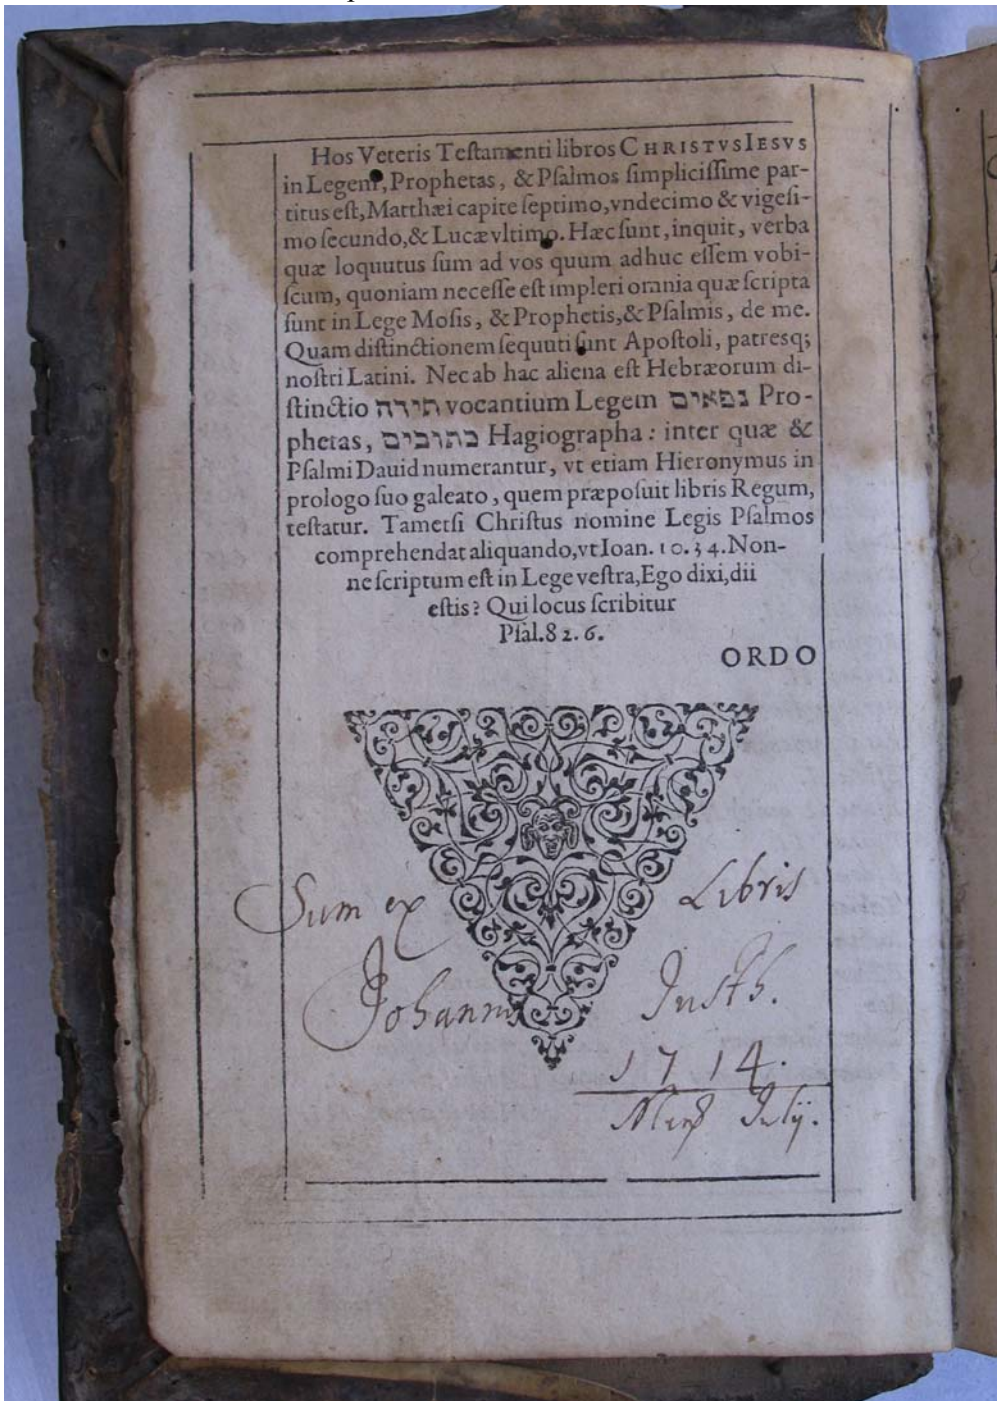 Hos Veteris Teſtamenti libros CHRISTVS IESVS
in Legem, Prophetas, & Pſalmos ſimpliciſſime par-
titus eſt, Matthæi capite ſeptimo, vndecimo & vigeſi-
mo ſecundo, & Lucæ vltimo. Hæc ſunt, inquit, verba
quæ loquutus ſum ad vos quum adhuc eſſem vobi-
ſcum, quoniam neceſſe eſt impleri omnia quæ ſcripta
ſunt in Lege Moſis, & Prophetis, & Pſalmis, de me.
Quam diſtinctionem ſequuti ſunt Apoſtoli, patresq;
noſtri Latini. Nec ab hac aliena eſt Hebræorum di-
ſtinctio תירה vocantium Legem נפאים Pro-
phetas, כתובים Hagiographa: inter quæ &
Pſalmi Dauid numerantur, vt etiam Hieronymus in
prologo ſuo galeato, quem præpoſuit libris Regum,
teſtatur. Tametſi Chriſtus nomine Legis Pſalmos
comprehendat aliquando, vt Ioan. 10. 34. Non-
ne ſcriptum eſt in Lege veſtra, Ego dixi, dii
eſtis? Qui locus ſcribitur
Pſal. 82. 6.
ORDO
Sum ex Libris
Johannis Justh.
1714.
Mens Julij.